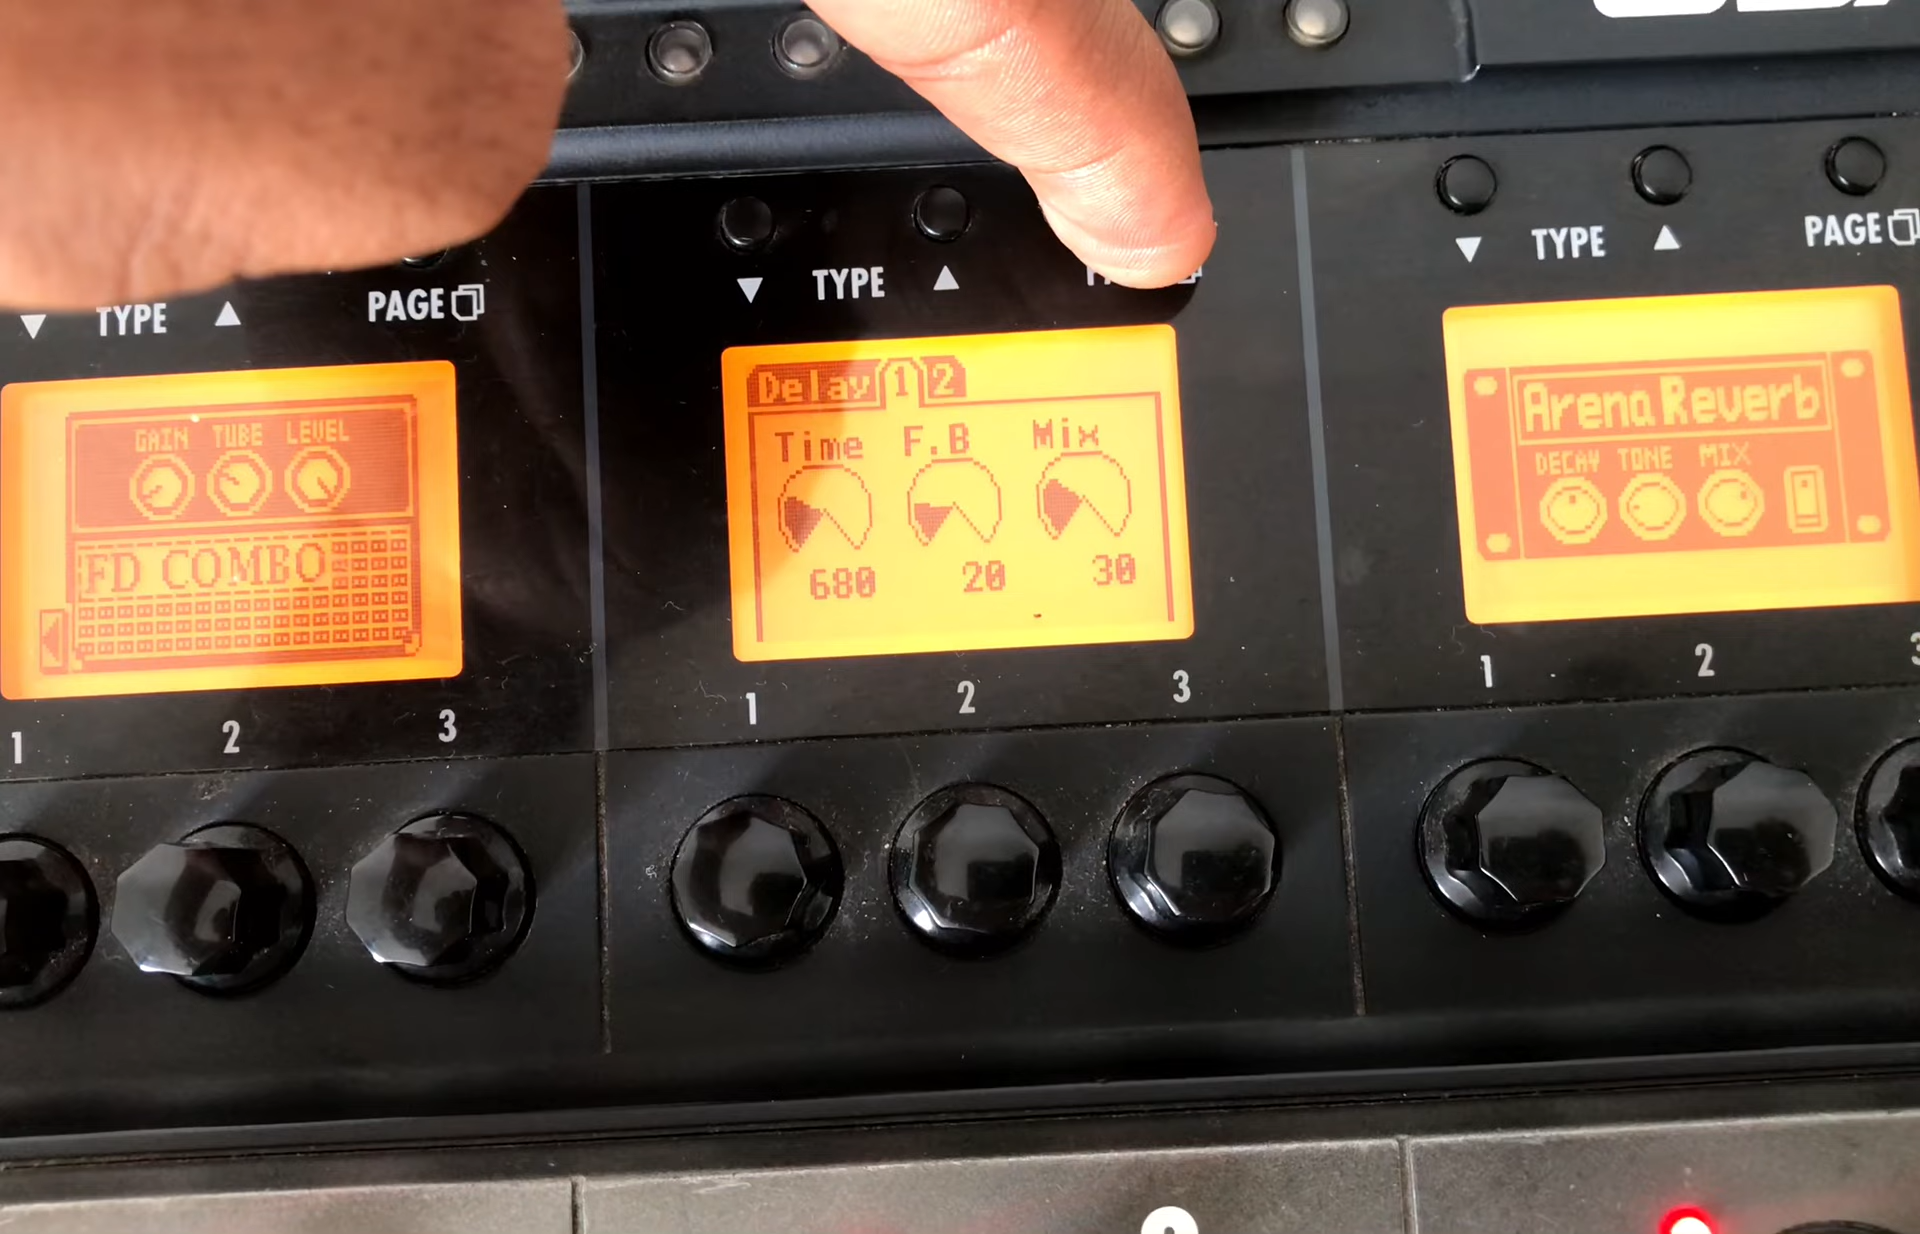 TYPE
PAGE
GAIN TUBE LEVEL
FD COMBO
1 2 3
TYPE
Delay 1 2
Time F.B Mix
680 20 30
1 2 3
TYPE
PAGE
Arena Reverb
DECAY TONE MIX
1 2 3